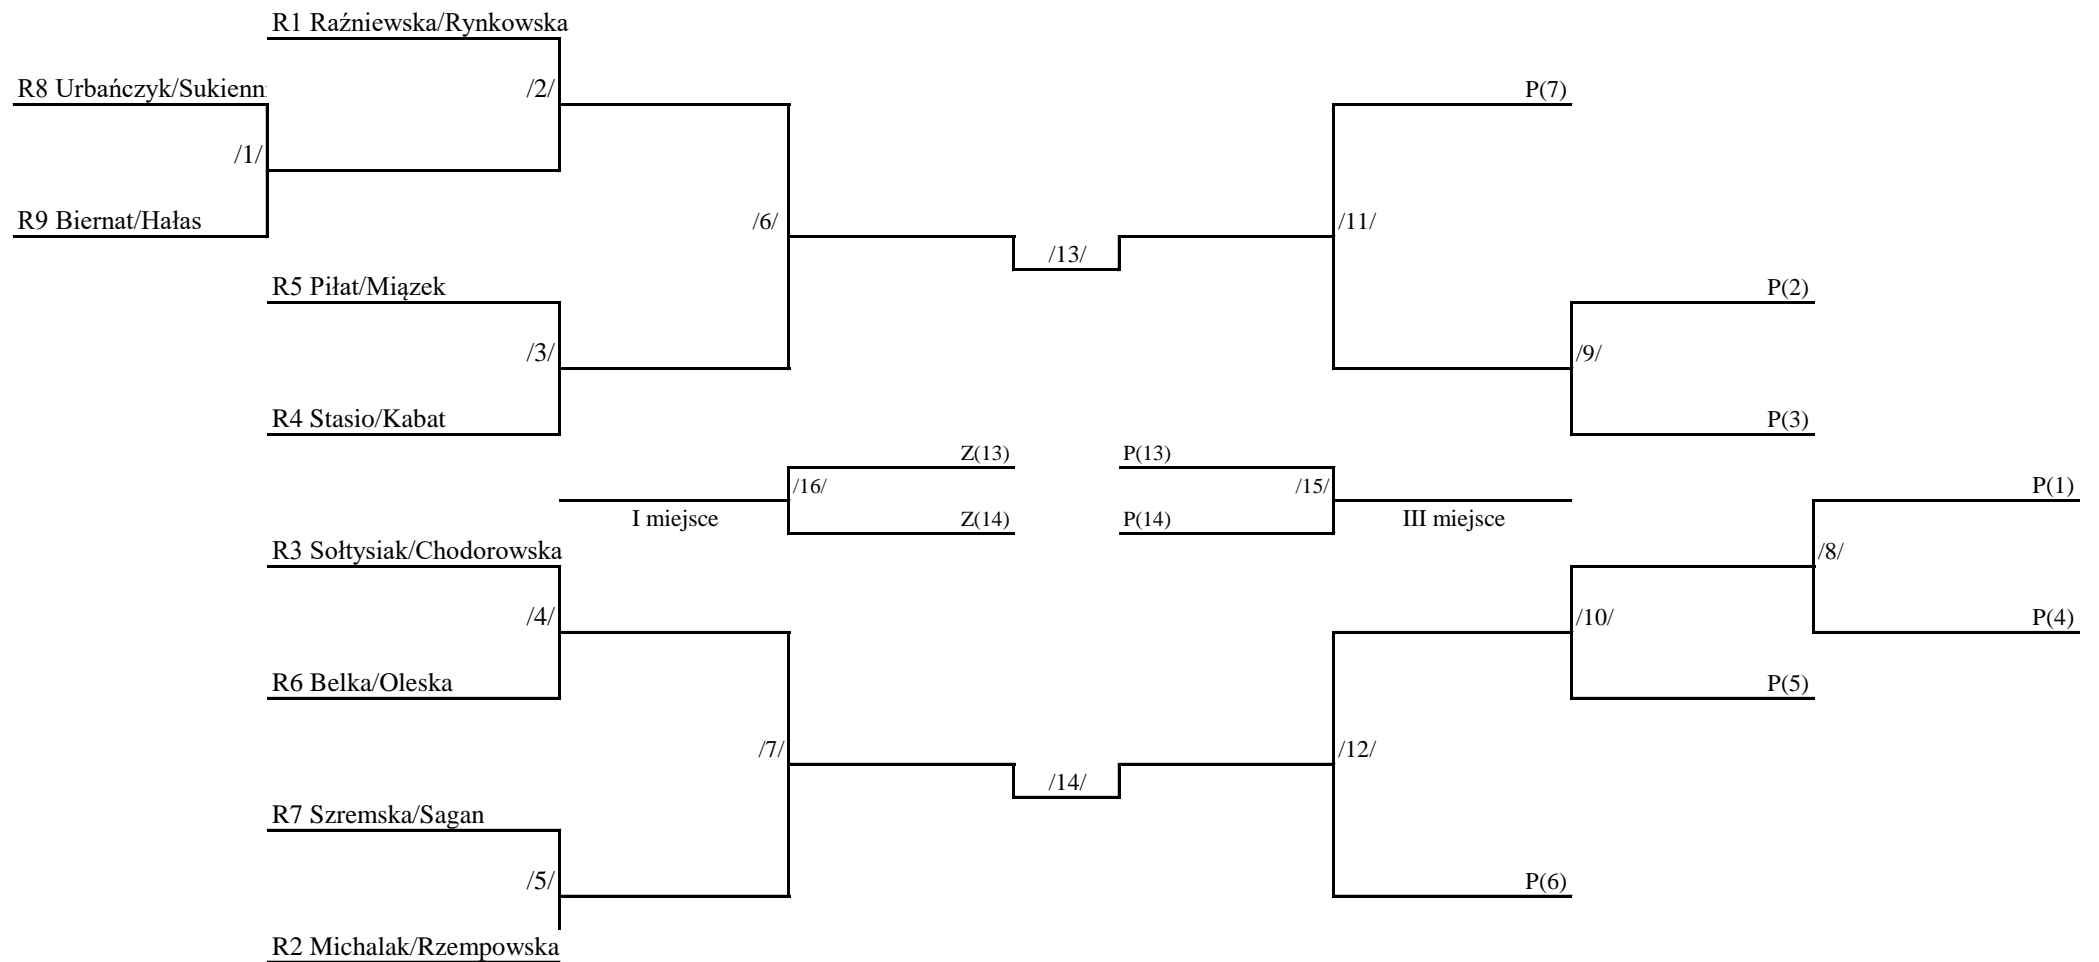 R1 Raźniewska/Rynkowska
R8 Urbańczyk/Sukienn
/2/
P(7)
/1/
R9 Biernat/Hałas
/6/
/11/
/13/
R5 Piłat/Miązek
P(2)
/3/
/9/
R4 Stasio/Kabat
P(3)
Z(13)
P(13)
/16/
/15/
P(1)
I miejsce
Z(14)
P(14)
III miejsce
R3 Sołtysiak/Chodorowska
/8/
/4/
/10/
P(4)
R6 Belka/Oleska
P(5)
/7/
/12/
/14/
R7 Szremska/Sagan
/5/
P(6)
R2 Michalak/Rzempowska